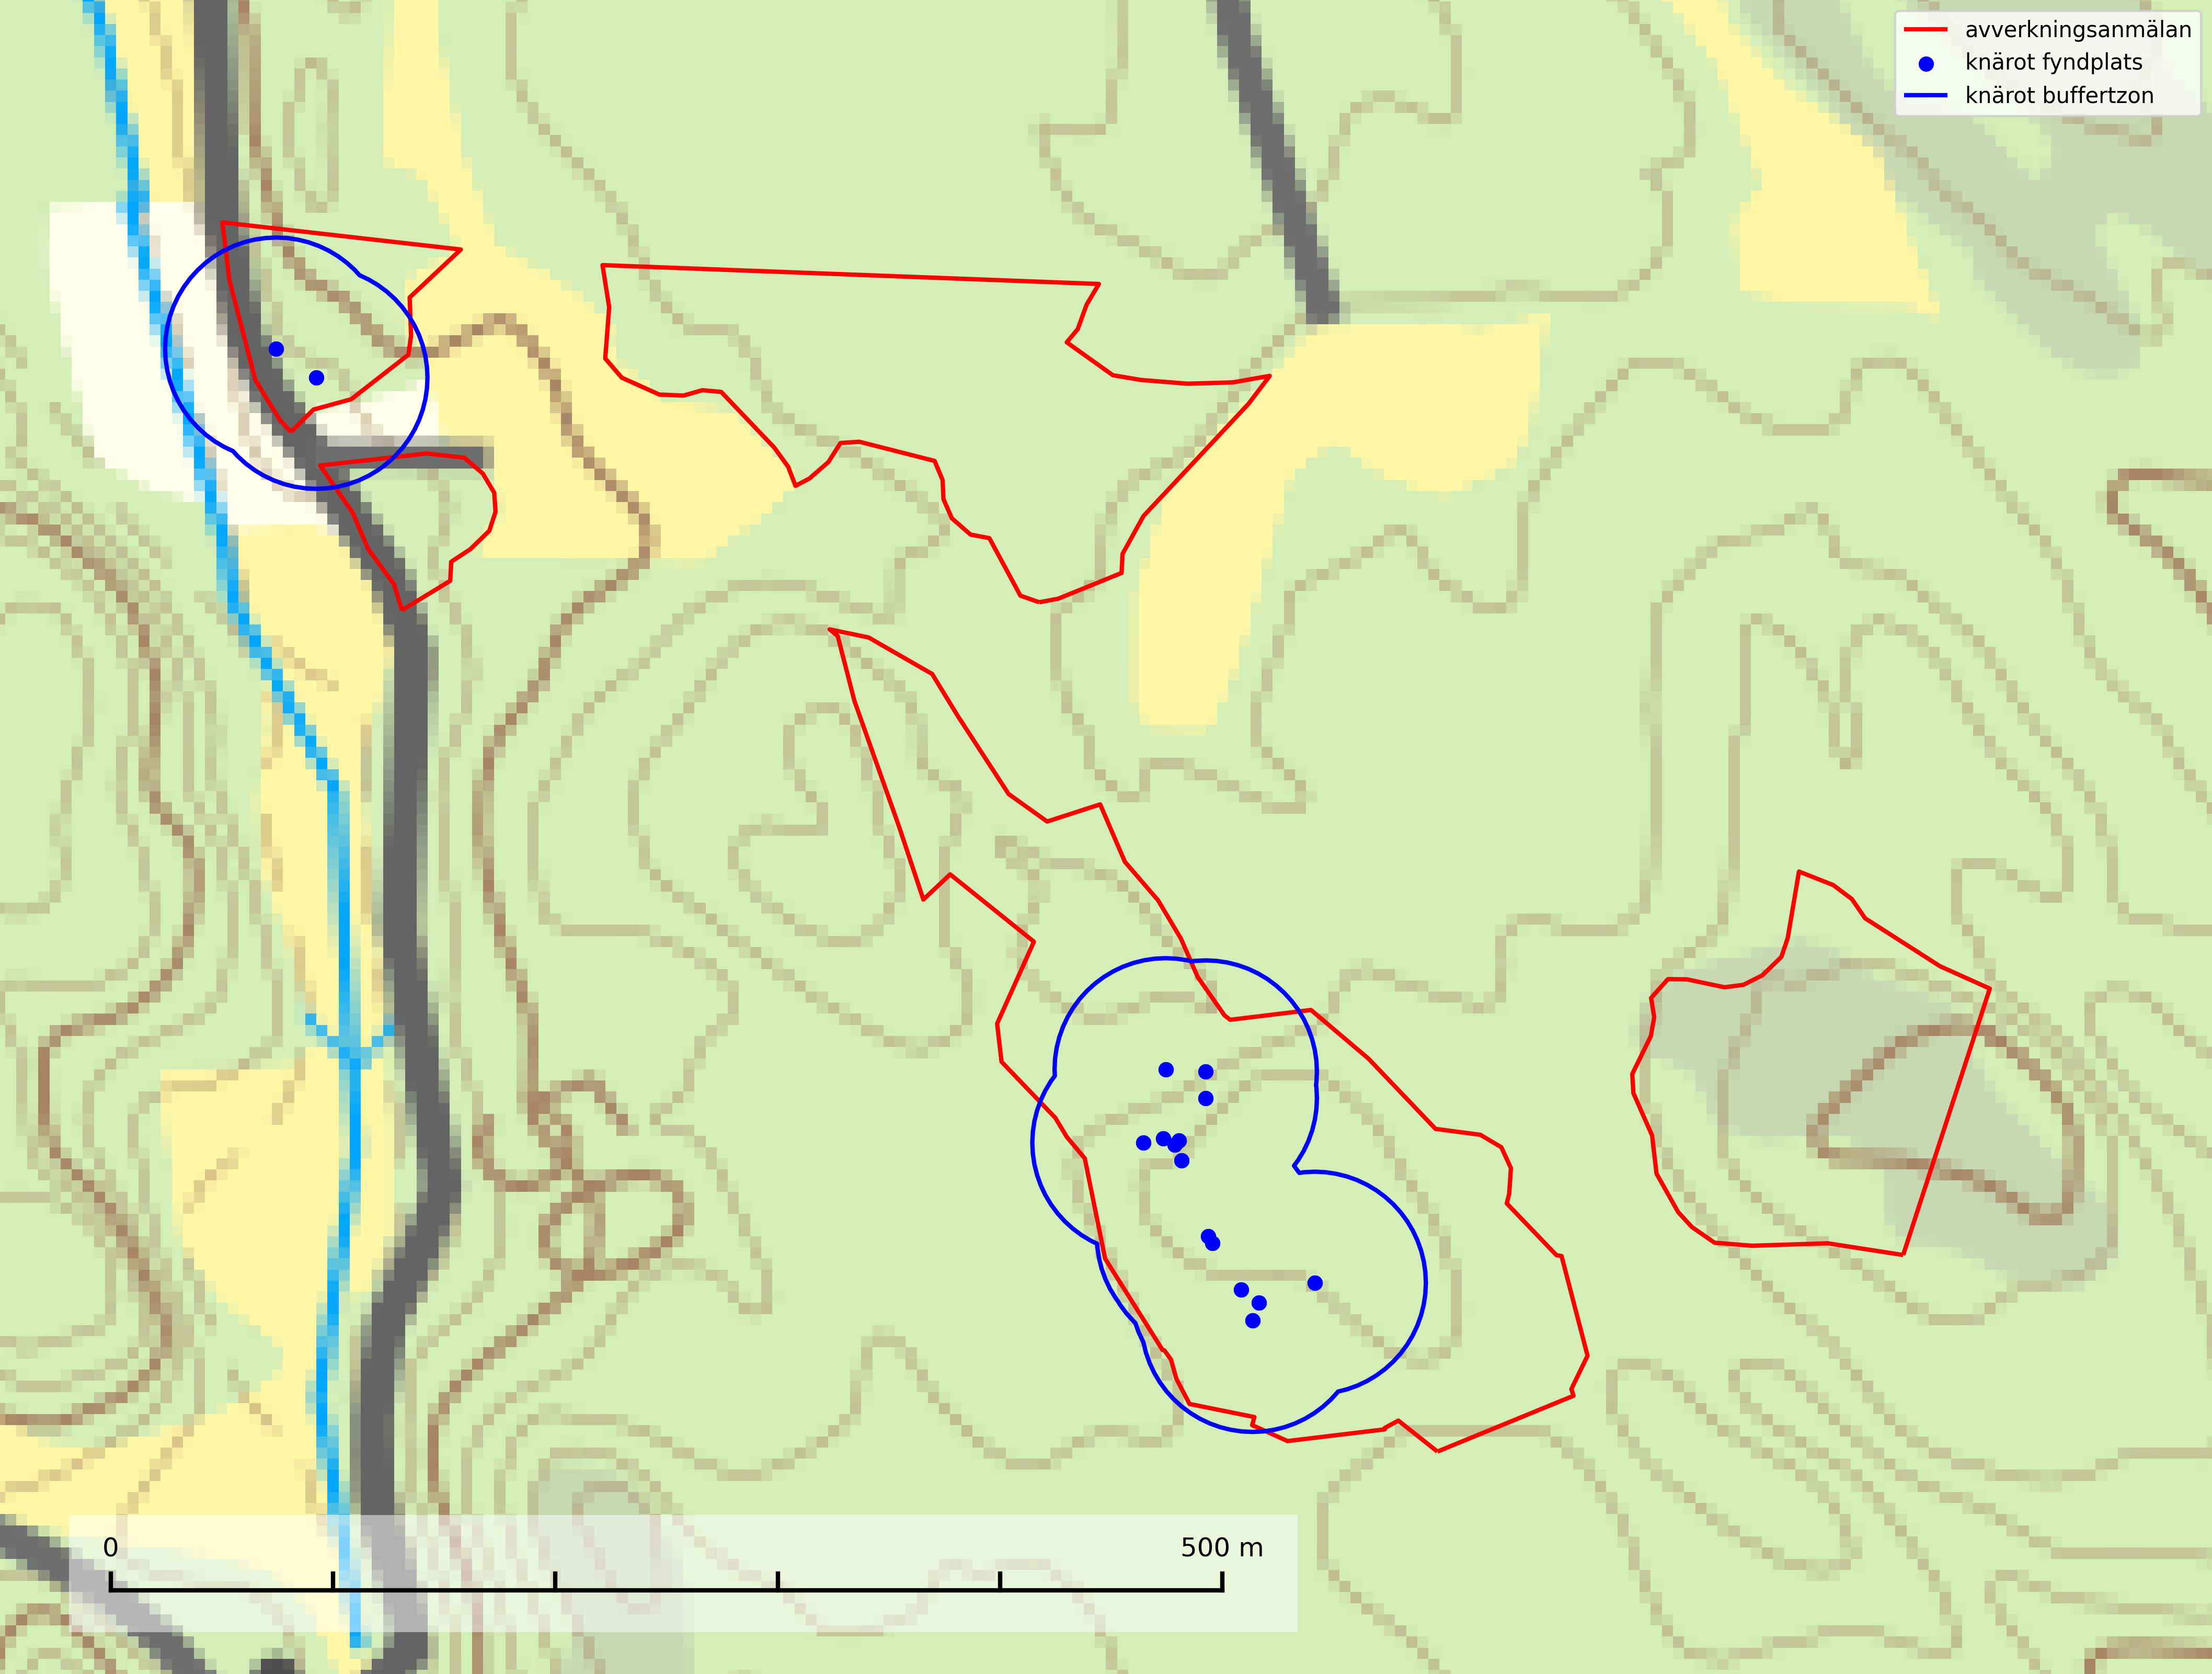 avverkningsanmälan
knärot fyndplats
knärot buffertzon
0 500 m